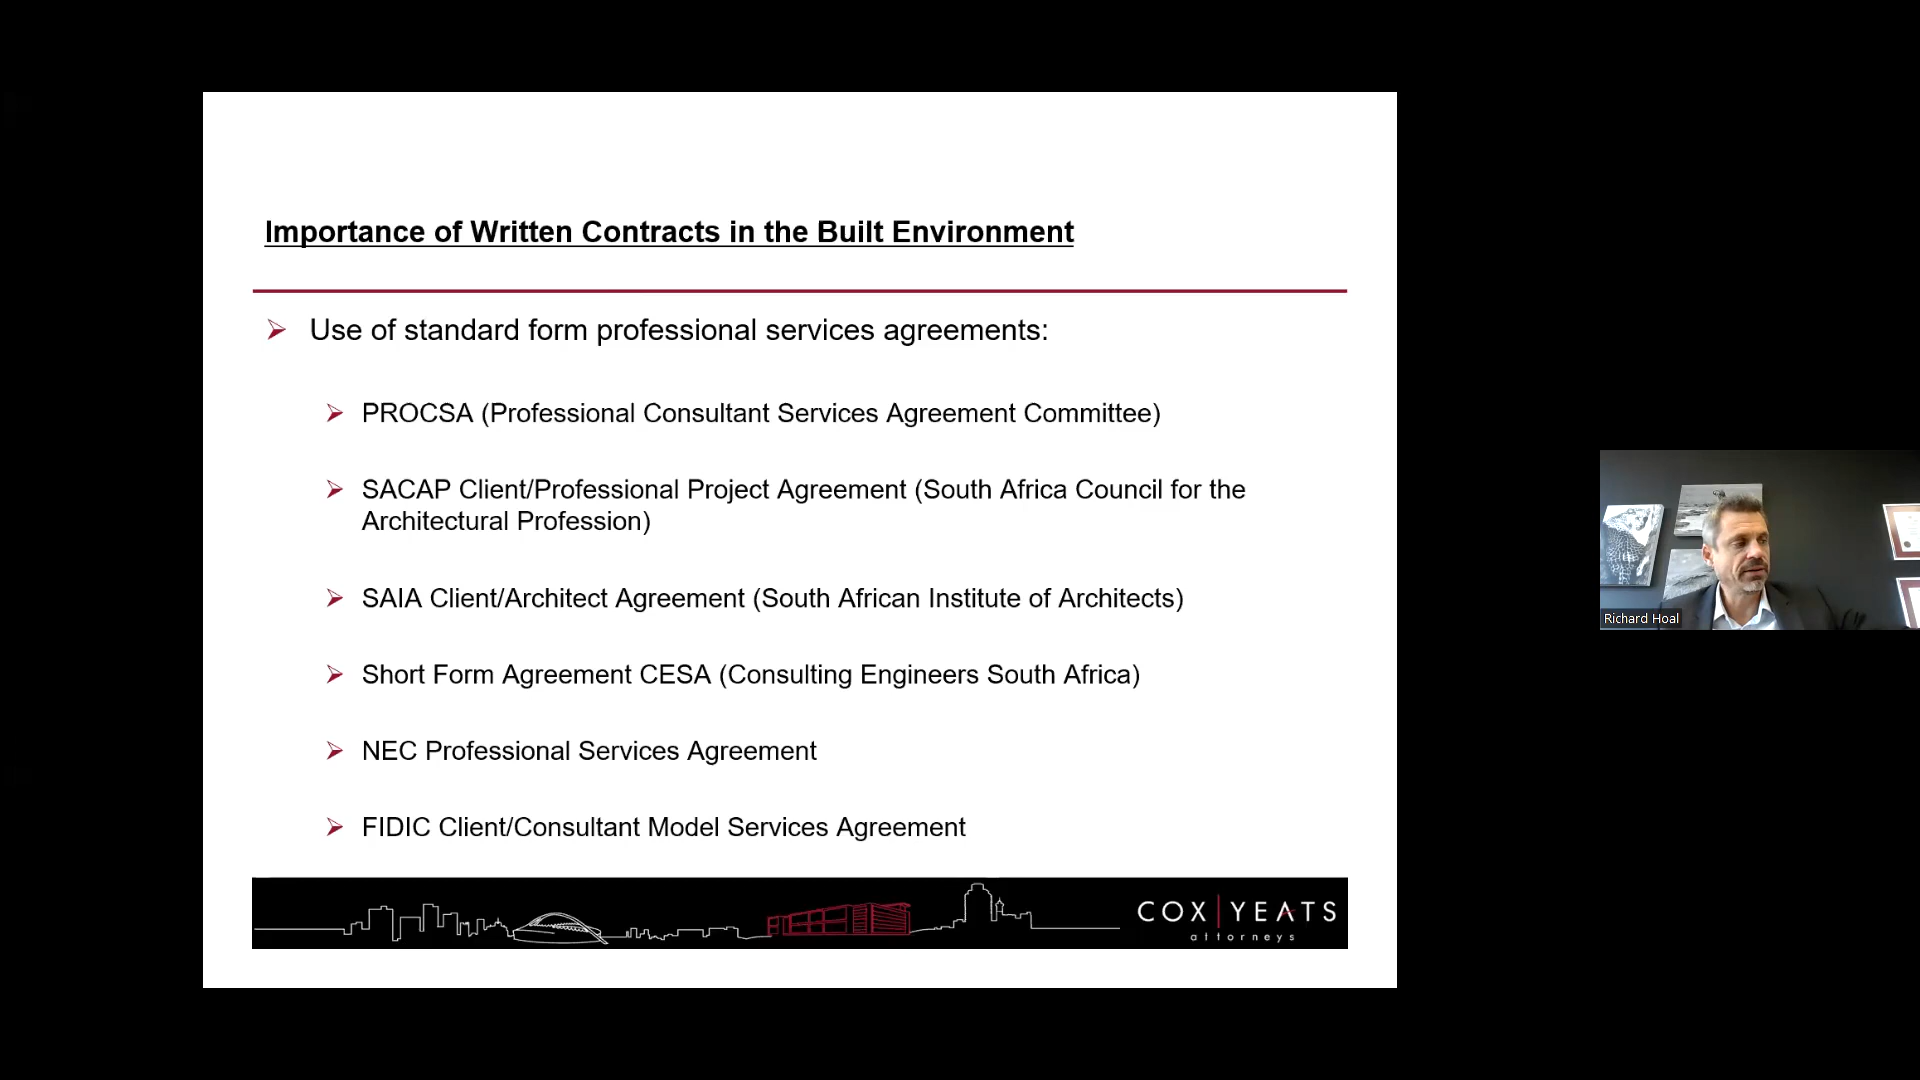 Importance of Written Contracts in the Built Environment
Use of standard form professional services agreements:
PROCSA (Professional Consultant Services Agreement Committee)
SACAP Client/Professional Project Agreement (South Africa Council for the
Architectural Profession)
SAIA Client/Architect Agreement (South African Institute of Architects)
Short Form Agreement CESA (Consulting Engineers South Africa)
NEC Professional Services Agreement
FIDIC Client/Consultant Model Services Agreement
COX YEATS
attorneys
Richard Hoal